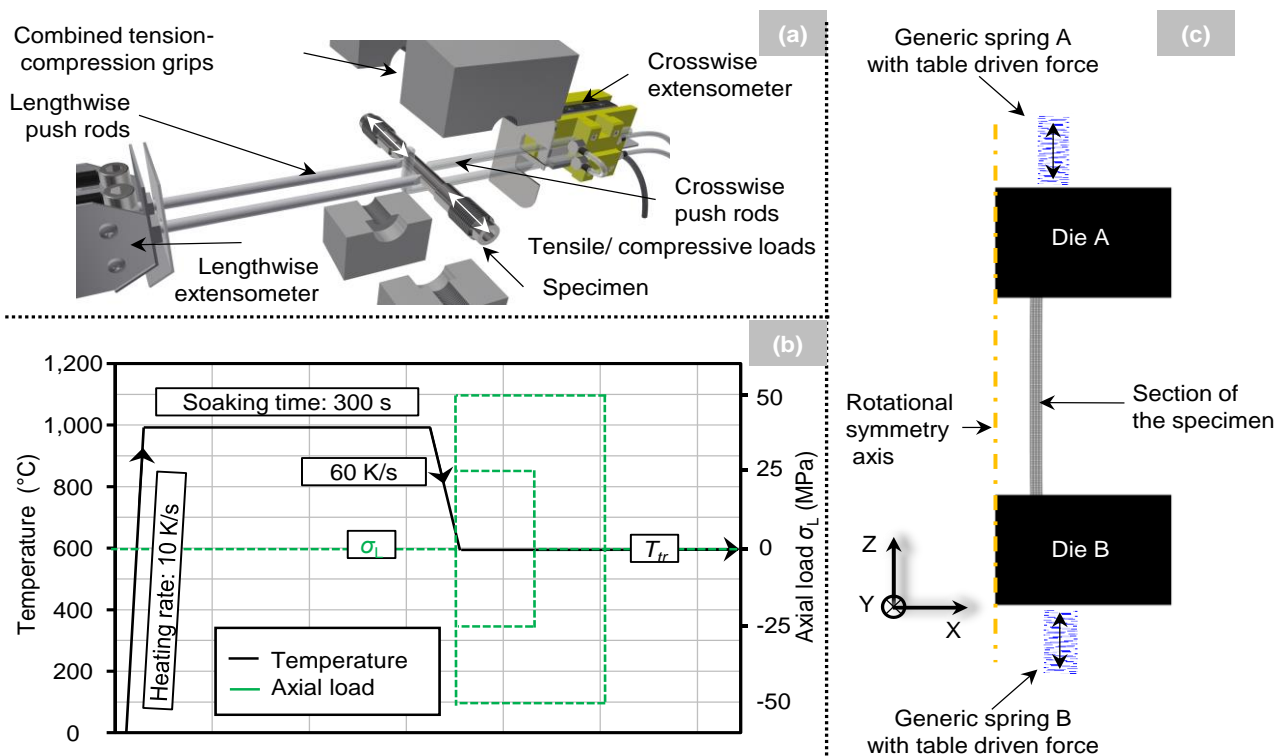 (a)
Combined tension-
compression grips
Lengthwise
push rods
Crosswise
extensometer
Crosswise
push rods
Tensile/ compressive loads
Lengthwise
extensometer
Specimen
(b)
Temperature (°C)
1,200
1,000
800
600
400
200
0
Soaking time: 300 s
Heating rate: 10 K/s
60 K/s
σL
Ttr
Temperature
Axial load
50
25
0
-25
-50
Axial load σL (MPa)
(c)
Generic spring A
with table driven force
Die A
Rotational
symmetry
axis
Section of
the specimen
Die B
Z
Y
X
Generic spring B
with table driven force